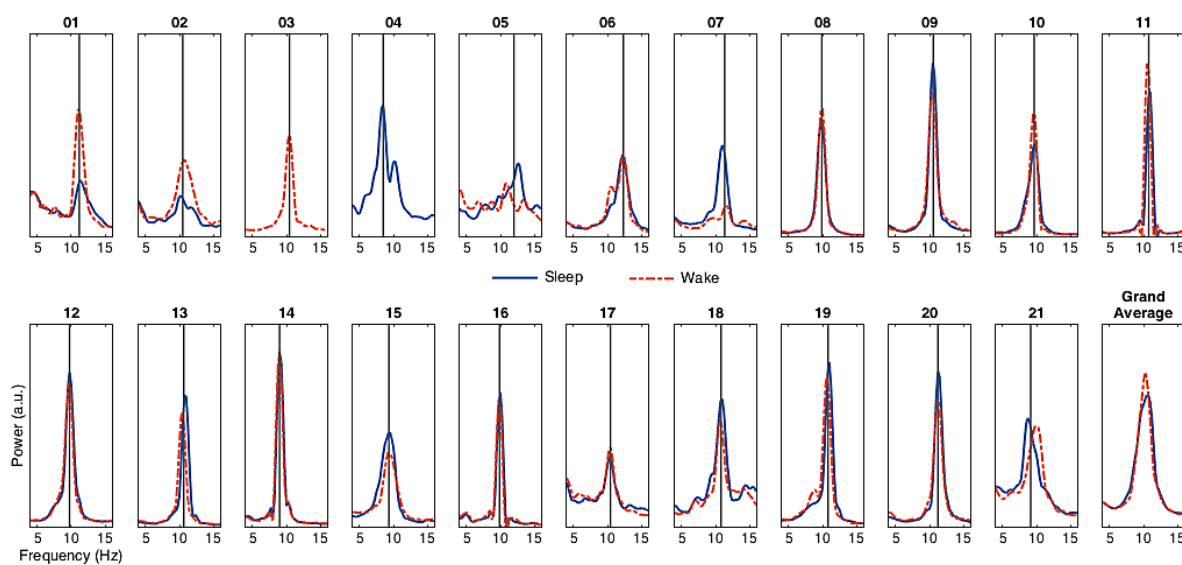 01 02 03 04 05 06 07 08 09 10 11
5 10 15 5 10 15 5 10 15 5 10 15 5 10 15 5 10 15 5 10 15 5 10 15 5 10 15 5 10 15 5 10 15
Sleep Wake
Grand
12 13 14 15 16 17 18 19 20 21 Average
Power (a.u.)
5 10 15 5 10 15 5 10 15 5 10 15 5 10 15 5 10 15 5 10 15 5 10 15 5 10 15 5 10 15 5 10 15
Frequency (Hz)